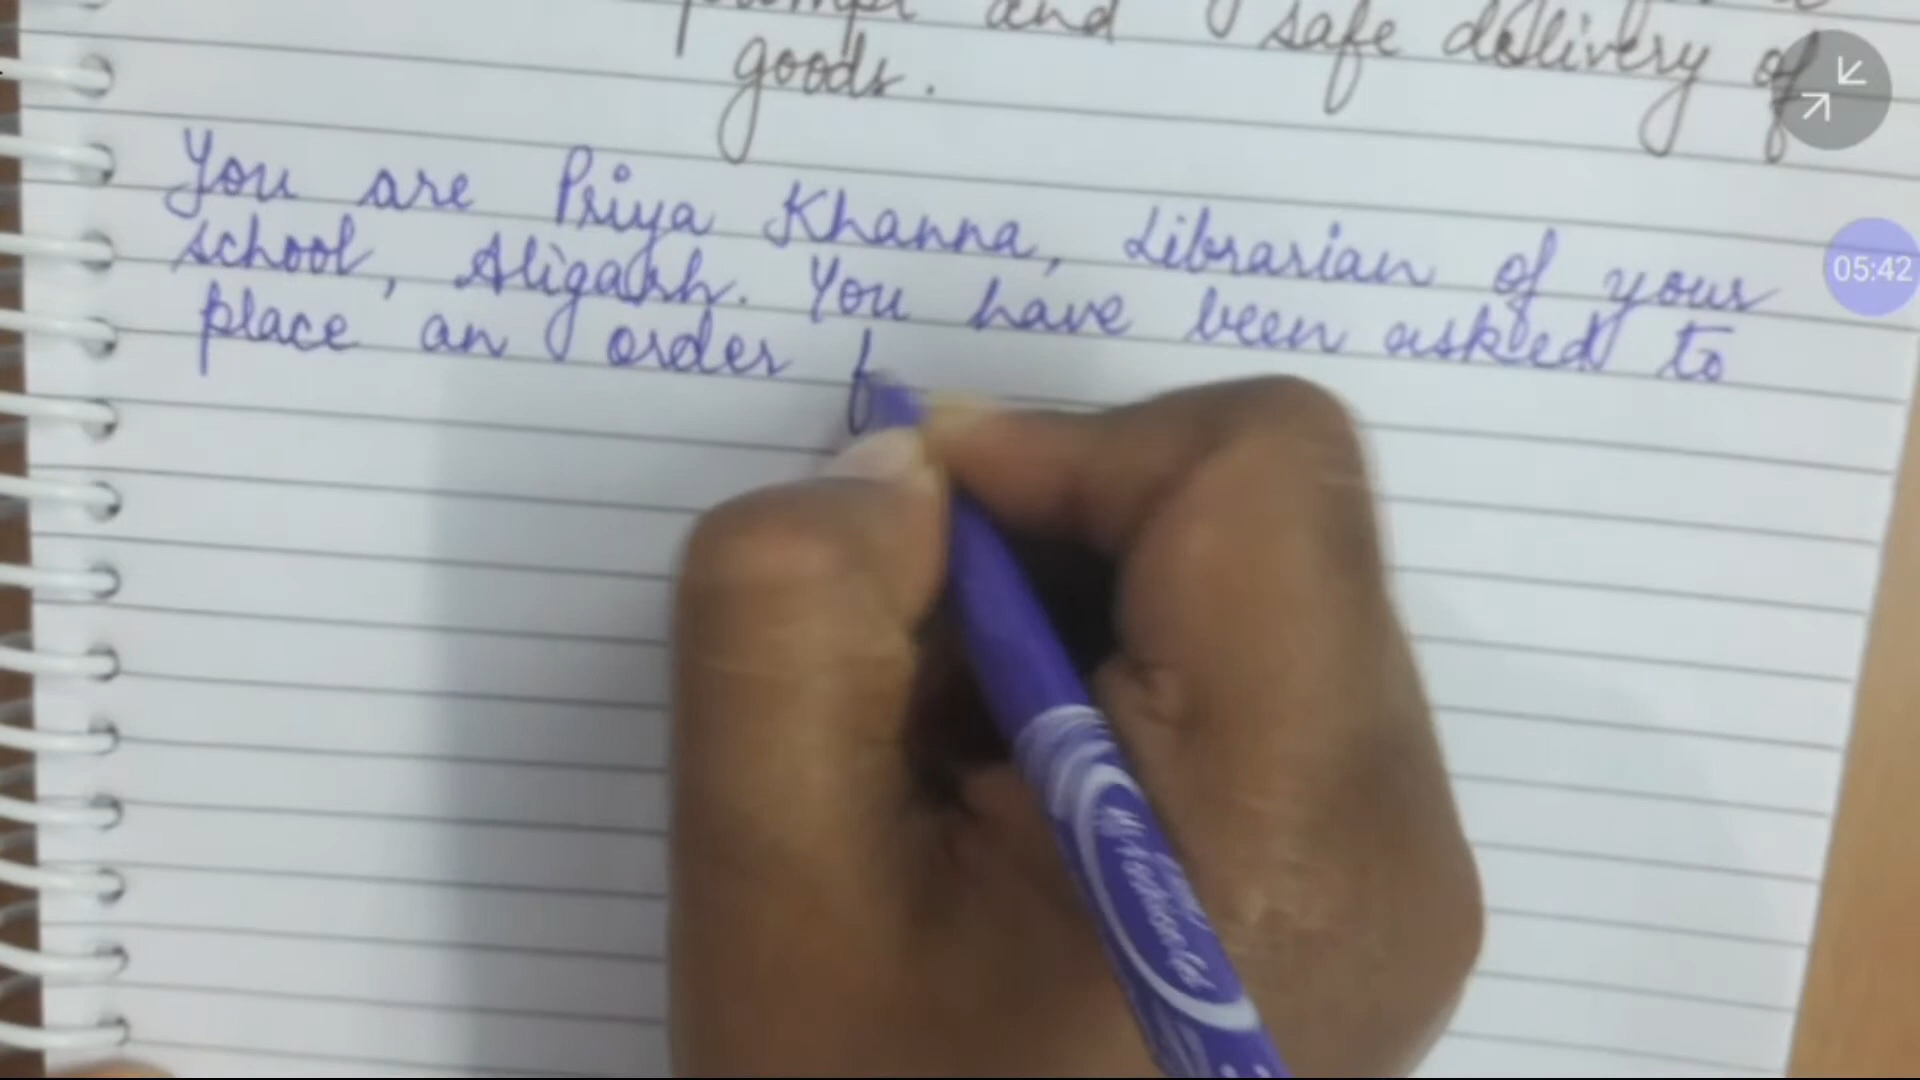 and safe delivery of
goods.
You are Priya Khanna, Librarian of your
school, Aligarh. You have been asked to
place an order f
05:42